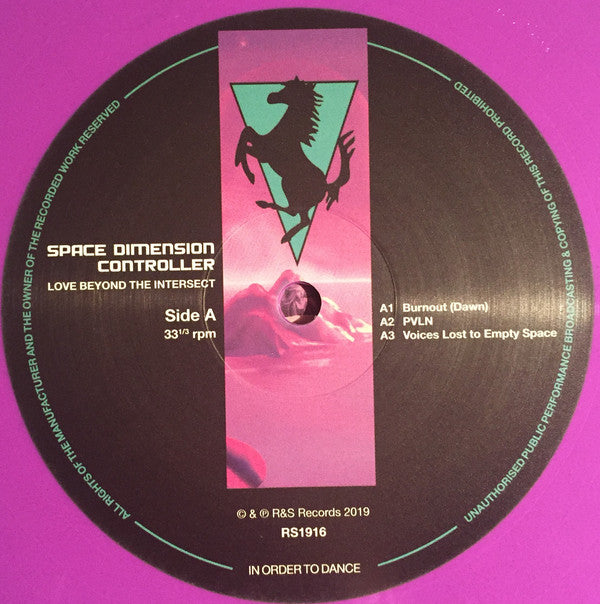 ALL RIGHTS OF THE MANUFACTURER AND THE OWNER OF THE RECORDED WORK RESERVED
UNAUTHORISED PUBLIC PERFORMANCE BROADCASTING & COPYING OF THIS RECORD PROHIBITED
SPACE DIMENSION
CONTROLLER
LOVE BEYOND THE INTERSECT
Side A
33¹/³ rpm
A1 Burnout (Dawn)
A2 PVLN
A3 Voices Lost to Empty Space
© & ℗ R&S Records 2019
RS1916
IN ORDER TO DANCE